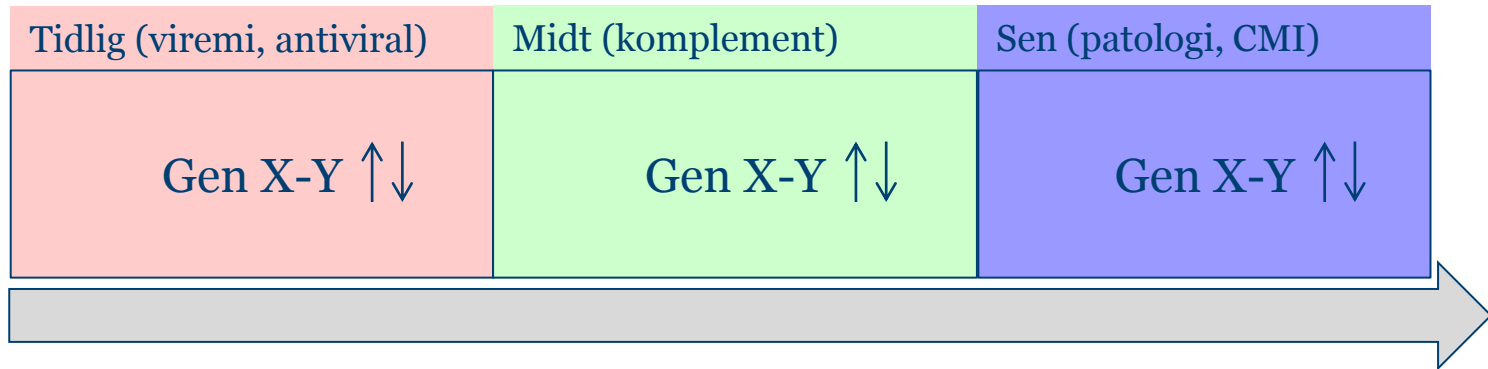 Tidlig (viremi, antiviral)
Midt (komplement)
Sen (patologi, CMI)
Gen X-Y ↑↓
Gen X-Y ↑↓
Gen X-Y ↑↓